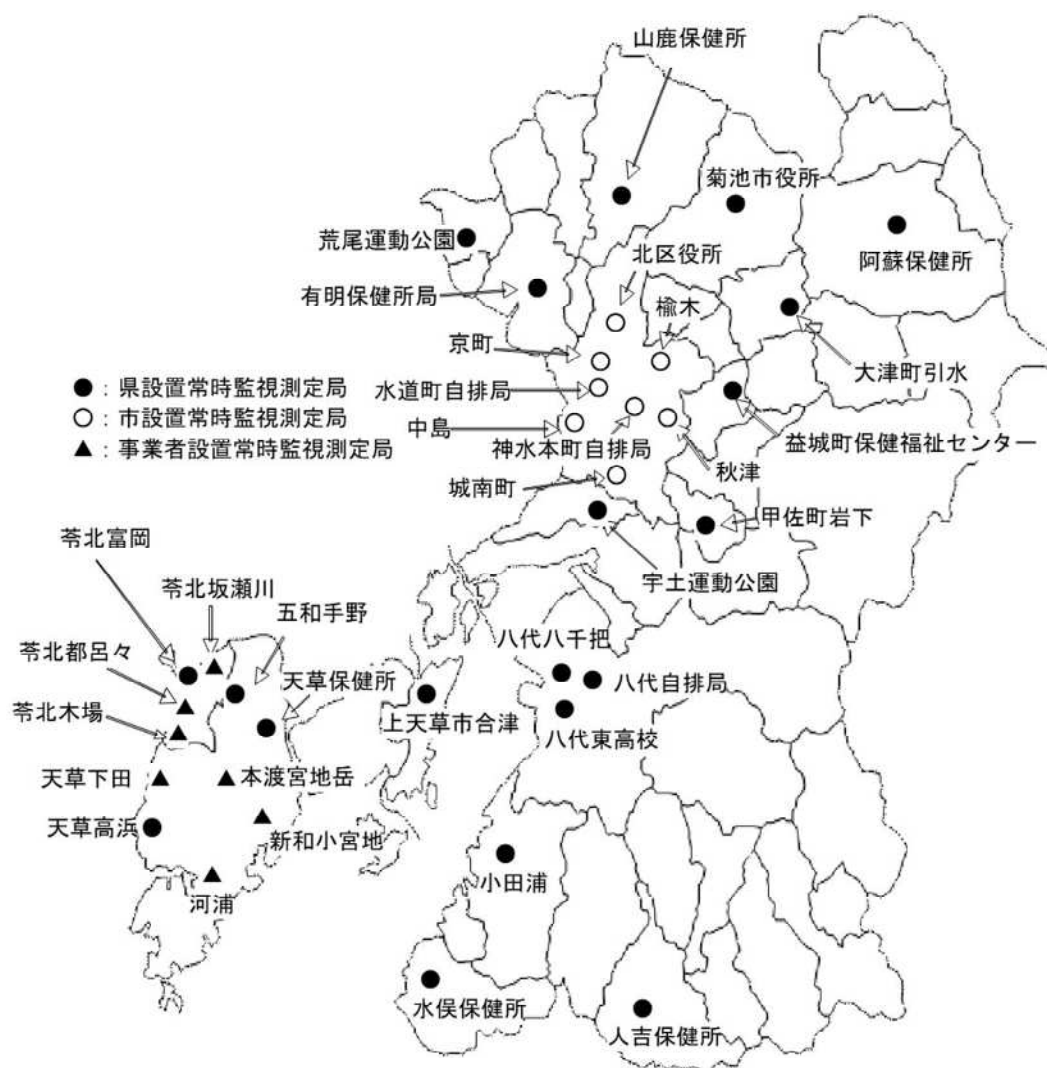 山鹿保健所
菊池市役所
荒尾運動公園
北区役所
阿蘇保健所
有明保健所局
楡木
京町
大津町引水
●：県設置常時監視測定局
水道町自排局
○：市設置常時監視測定局
中島
神水本町自排局
益城町保健福祉センター
▲：事業者設置常時監視測定局
秋津
城南町
甲佐町岩下
苓北富岡
宇土運動公園
苓北坂瀬川
五和手野
八代八千把
苓北都呂々
天草保健所
八代自排局
苓北木場
上天草市合津
八代東高校
天草下田
本渡宮地岳
天草高浜
新和小宮地
小田浦
河浦
水俣保健所
人吉保健所